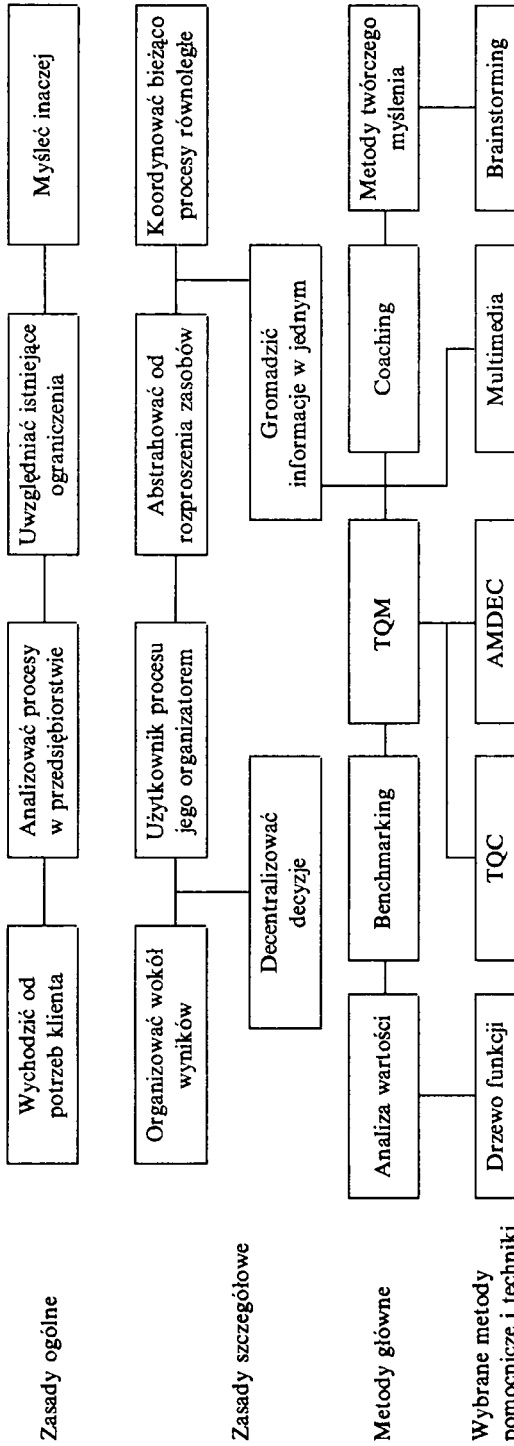 Zasady ogólne
Wychodzić od
potrzeb klienta
Analizować procesy
w przedsiębiorstwie
Uwzględniać istniejące
ograniczenia
Myśleć inaczej
Zasady szczegółowe
Organizować wokół
wyników
Użytkownik procesu
jego organizatorem
Abstrahować od
rozproszenia zasobów
Koordynować bieżąco
procesy równoległe
Decentralizować
decyzje
Gromadzić
informacje w jednym
Metody główne
Analiza wartości
Benchmarking
TQM
Coaching
Metody twórczego
myślenia
Wybrane metody
pomocnicze i techniki
Drzewo funkcji
TQC
AMDEC
Multimedia
Brainstorming